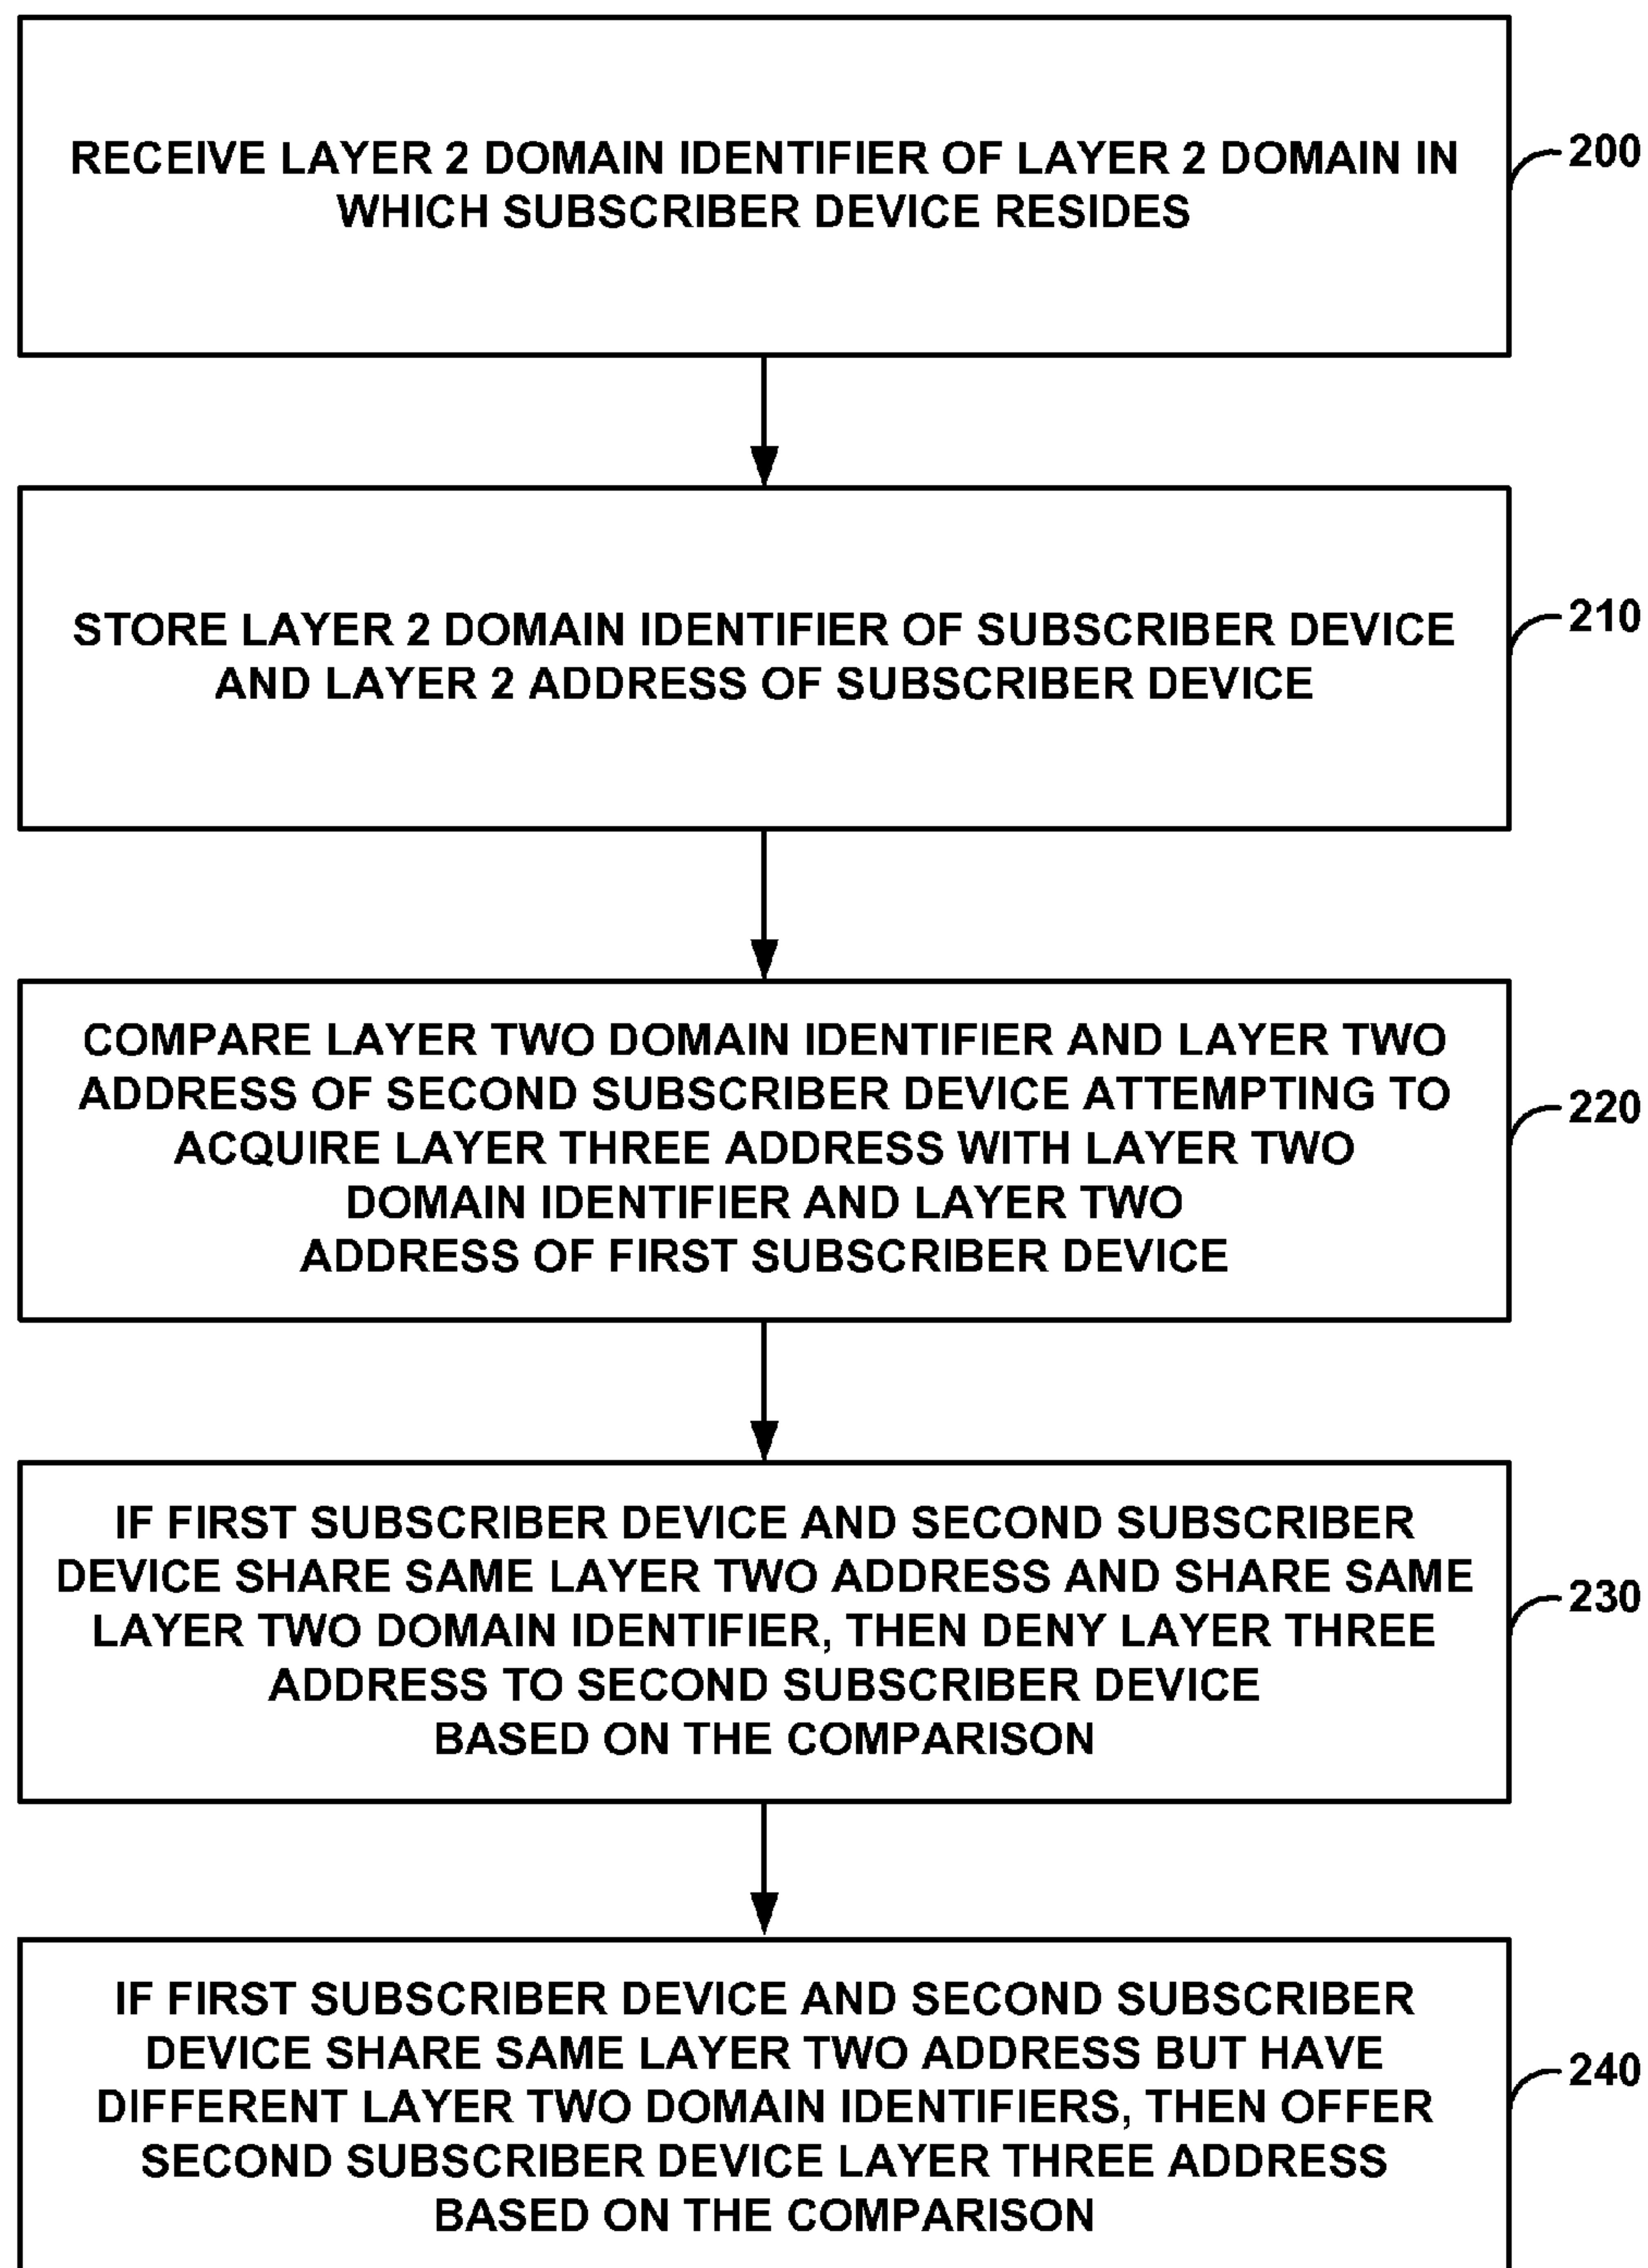 RECEIVE LAYER 2 DOMAIN IDENTIFIER OF LAYER 2 DOMAIN IN
WHICH SUBSCRIBER DEVICE RESIDES
200
STORE LAYER 2 DOMAIN IDENTIFIER OF SUBSCRIBER DEVICE
AND LAYER 2 ADDRESS OF SUBSCRIBER DEVICE
210
COMPARE LAYER TWO DOMAIN IDENTIFIER AND LAYER TWO
ADDRESS OF SECOND SUBSCRIBER DEVICE ATTEMPTING TO
ACQUIRE LAYER THREE ADDRESS WITH LAYER TWO
DOMAIN IDENTIFIER AND LAYER TWO
ADDRESS OF FIRST SUBSCRIBER DEVICE
220
IF FIRST SUBSCRIBER DEVICE AND SECOND SUBSCRIBER
DEVICE SHARE SAME LAYER TWO ADDRESS AND SHARE SAME
LAYER TWO DOMAIN IDENTIFIER, THEN DENY LAYER THREE
ADDRESS TO SECOND SUBSCRIBER DEVICE
BASED ON THE COMPARISON
230
IF FIRST SUBSCRIBER DEVICE AND SECOND SUBSCRIBER
DEVICE SHARE SAME LAYER TWO ADDRESS BUT HAVE
DIFFERENT LAYER TWO DOMAIN IDENTIFIERS, THEN OFFER
SECOND SUBSCRIBER DEVICE LAYER THREE ADDRESS
BASED ON THE COMPARISON
240